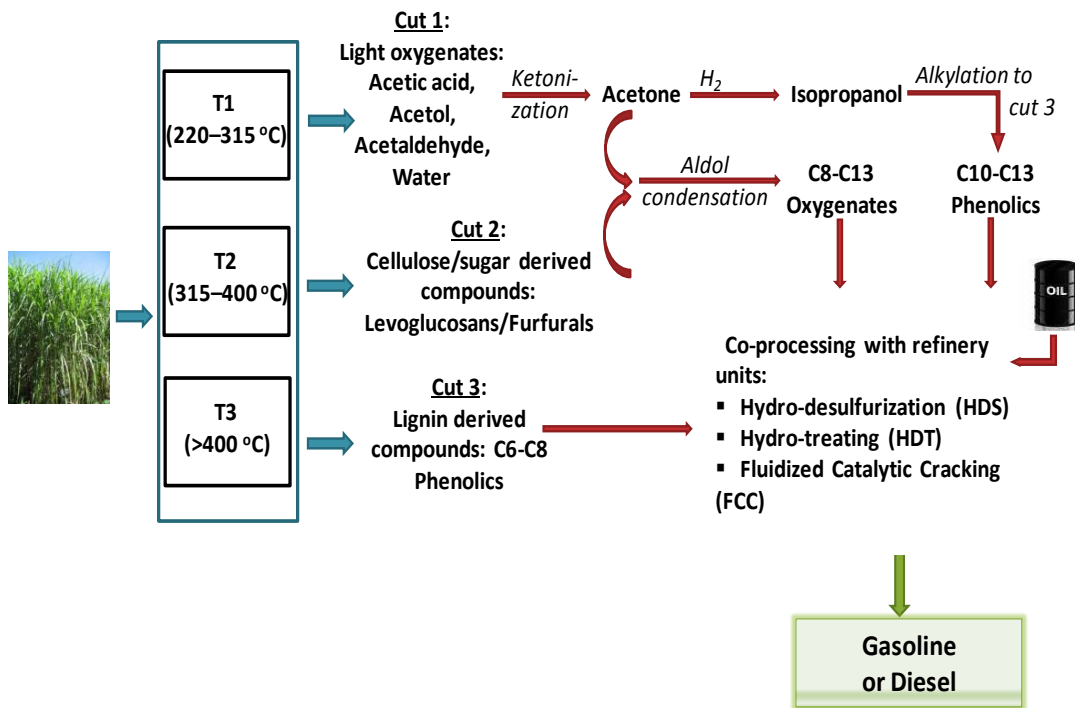 T1
(220–315 °C)
T2
(315–400 °C)
T3
(>400 °C)
Cut 1:
Light oxygenates:
Acetic acid,
Acetol,
Acetaldehyde,
Water
Ketoni-
zation
Acetone
H2
Isopropanol
Alkylation to
cut 3
Aldol
condensation
C8-C13
Oxygenates
C10-C13
Phenolics
Cut 2:
Cellulose/sugar derived
compounds:
Levoglucosans/Furfurals
OIL
Cut 3:
Lignin derived
compounds: C6-C8
Phenolics
Co-processing with refinery
units:
▪ Hydro-desulfurization (HDS)
▪ Hydro-treating (HDT)
▪ Fluidized Catalytic Cracking
(FCC)
Gasoline
or Diesel